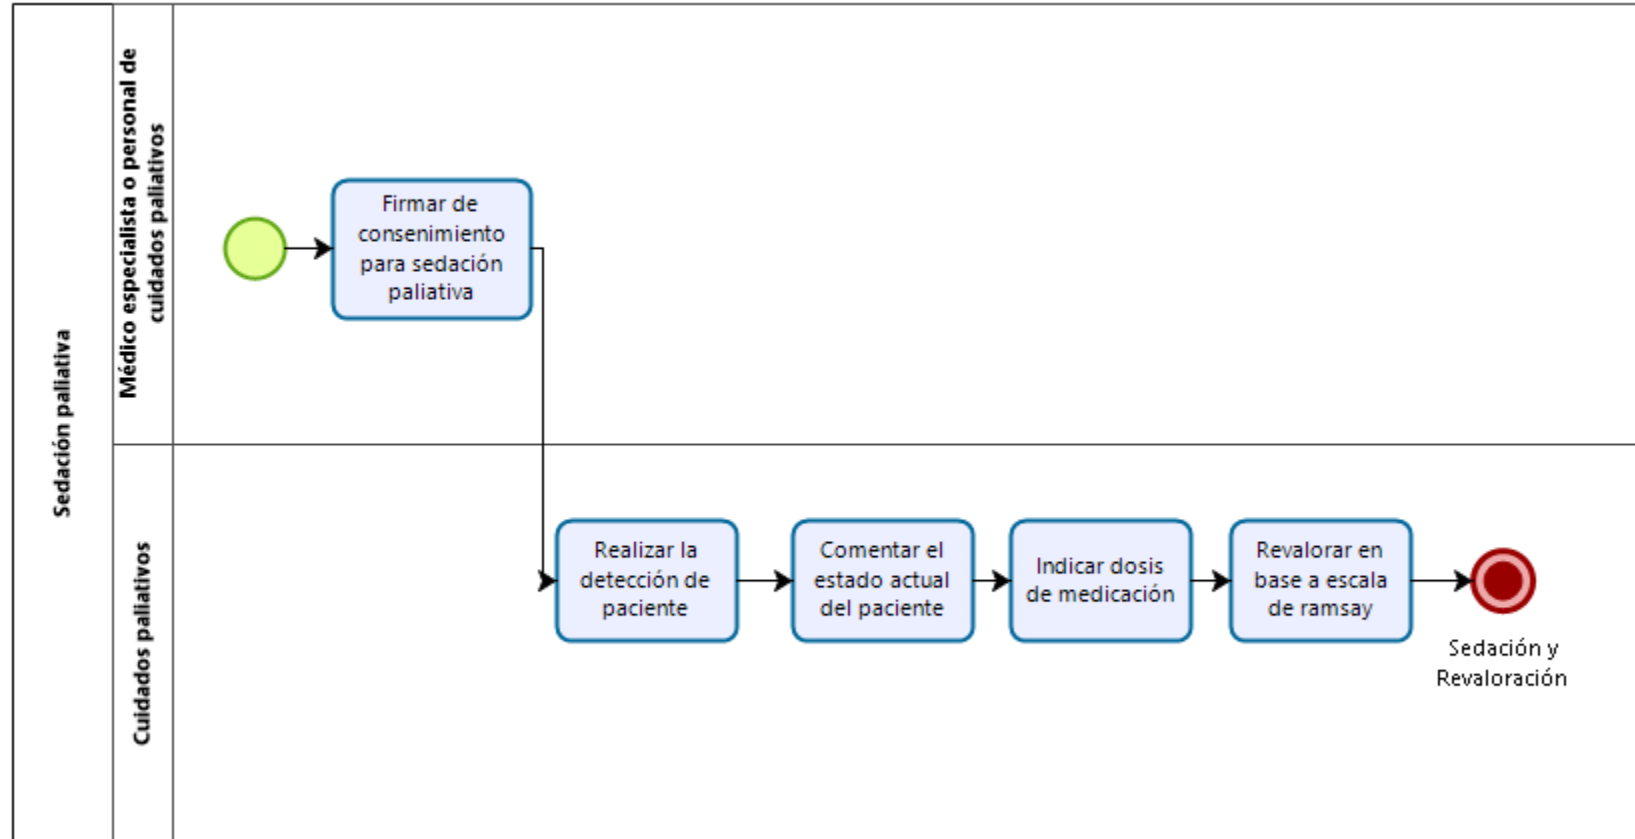 Sedación paliativa
Médico especialista o personal de
cuidados paliativos
Firmar de
consenimiento
para sedación
paliativa
Cuidados paliativos
Realizar la
detección de
paciente
Comentar el
estado actual
del paciente
Indicar dosis
de medicación
Revalorar en
base a escala
de ramsay
Sedación y
Revaloración